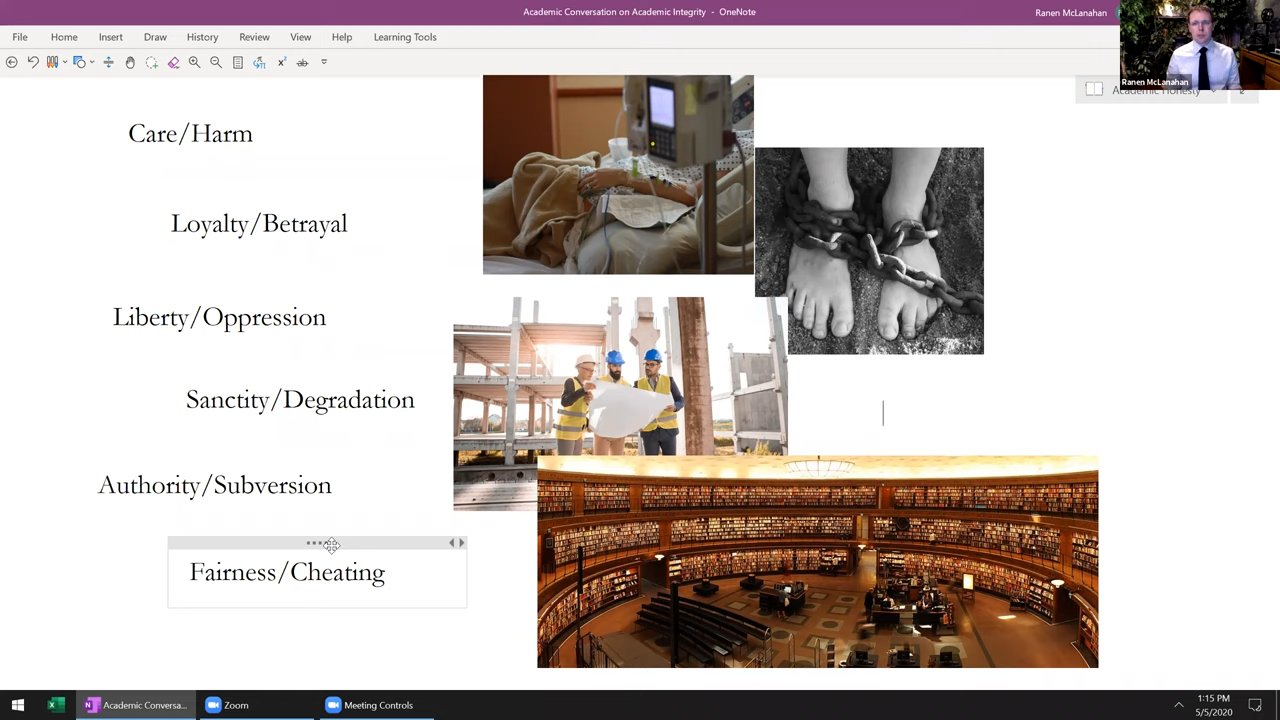 Academic Conversation on Academic Integrity - OneNote
Ranen McLanahan
File Home Insert Draw History Review View Help Learning Tools
Ranen McLanahan
Academic Honesty
Care/Harm
Loyalty/Betrayal
Liberty/Oppression
Sanctity/Degradation
Authority/Subversion
Fairness/Cheating
Academic Conversa...
Zoom
Meeting Controls
1:15 PM
5/5/2020